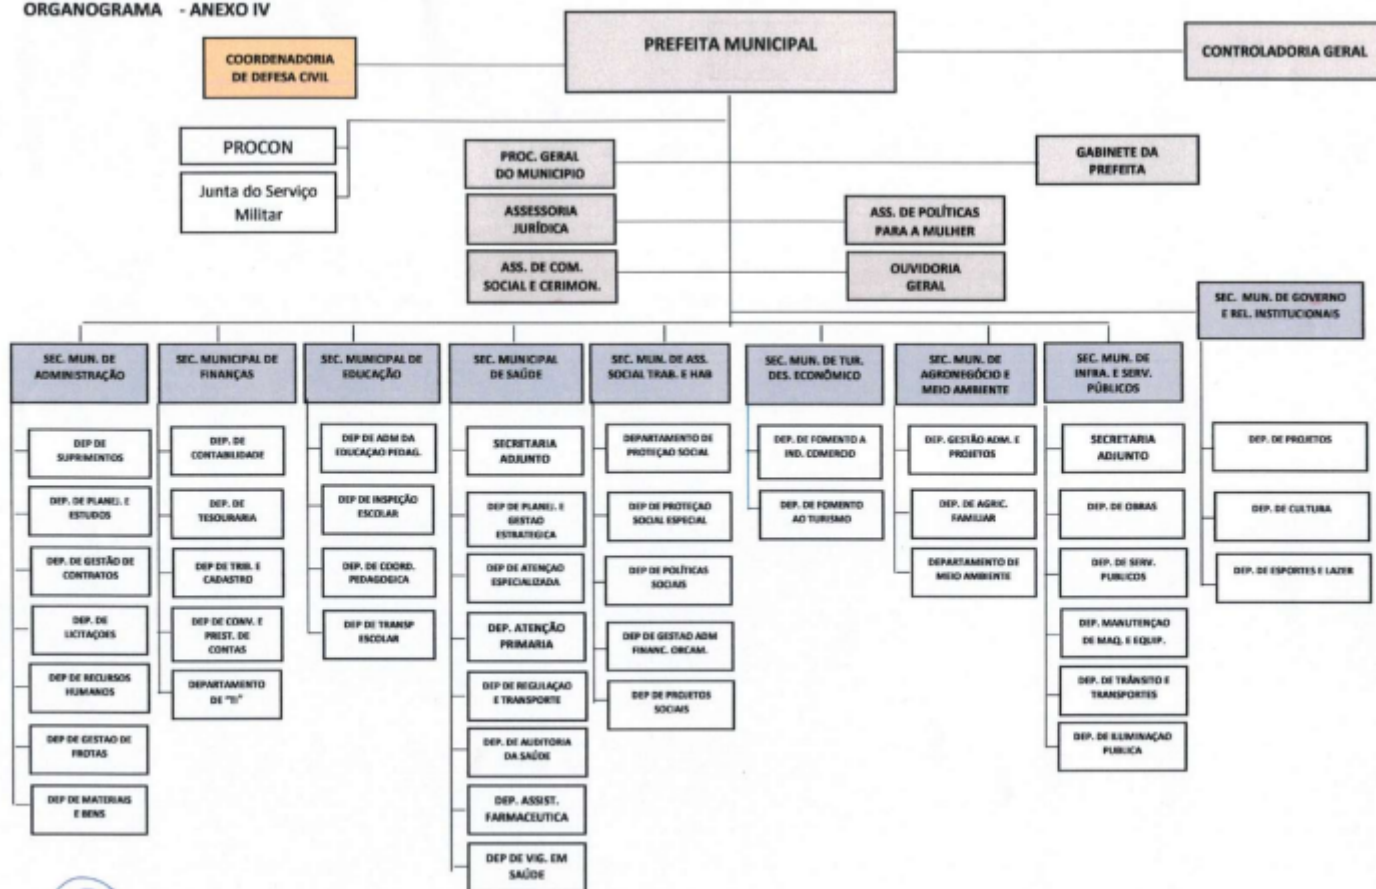 ORGANOGRAMA - ANEXO IV
PREFEITA MUNICIPAL
COORDENADORIA
DE DEFESA CIVIL
CONTROLADORIA GERAL
PROCON
Junta do Serviço
Militar
PROC. GERAL
DO MUNICIPIO
GABINETE DA
PREFEITA
ASSESSORIA
JURÍDICA
ASS. DE POLÍTICAS
PARA A MULHER
ASS. DE COM.
SOCIAL E CERIMON.
OUVIDORIA
GERAL
SEC. MUN. DE GOVERNO
E REL. INSTITUCIONAIS
SEC. MUN. DE
ADMINISTRAÇÃO
SEC. MUNICIPAL DE
FINANÇAS
SEC. MUNICIPAL DE
EDUCAÇÃO
SEC. MUNICIPAL
DE SAÚDE
SEC. MUN. DE ASS.
SOCIAL TRAB. E HAB
SEC. MUN. DE TUR.
DES. ECONÔMICO
SEC. MUN. DE
AGRONEGÓCIO E
MEIO AMBIENTE
SEC. MUN. DE
INFRA. E SERV.
PÚBLICOS
DEP DE
SUPRIMENTOS
DEP. DE PLANEJ. E
ESTUDOS
DEP. DE GESTÃO DE
CONTRATOS
DEP. DE
LICITAÇOES
DEP DE RECURSOS
HUMANOS
DEP DE GESTAO DE
FROTAS
DEP DE MATERIAIS
E BENS
DEP. DE
CONTABILIDADE
DEP. DE
TESOURARIA
DEP DE TRIB. E
CADASTRO
DEP DE CONV. E
PREST. DE
CONTAS
DEPARTAMENTO
DE "TI"
DEP DE ADM DA
EDUCAÇAO PEDAG.
DEP DE INSPEÇÃO
ESCOLAR
DEP. DE COORD.
PEDAGOGICA
DEP DE TRANSP
ESCOLAR
SECRETARIA
ADJUNTO
DEP DE PLANEJ. E
GESTAO
ESTRATEGICA
DEP DE ATENÇAO
ESPECIALIZADA
DEP. ATENÇÃO
PRIMARIA
DEP DE REGULAÇAO
E TRANSPORTE
DEP. DE AUDITORIA
DA SAÚDE
DEP. ASSIST.
FARMACEUTICA
DEP DE VIG. EM
SAÚDE
DEPARTAMENTO DE
PROTEÇÃO SOCIAL
DEP DE PROTEÇAO
SOCIAL ESPECIAL
DEP DE POLÍTICAS
SOCIAIS
DEP DE GESTAO ADM
FINANC. ORCAM.
DEP DE PROJETOS
SOCIAIS
DEP. DE FOMENTO A
IND. COMERCIO
DEP. DE FOMENTO
AO TURISMO
DEP. GESTÃO ADM. E
PROJETOS
DEP. DE AGRIC.
FAMILIAR
DEPARTAMENTO DE
MEIO AMBIENTE
SECRETARIA
ADJUNTO
DEP. DE OBRAS
DEP. DE SERV.
PUBLICOS
DEP. MANUTENÇAO
DE MAQ. E EQUIP.
DEP. DE TRÂNSITO E
TRANSPORTES
DEP. DE ILUMINAÇAO
PUBLICA
DEP. DE PROJETOS
DEP. DE CULTURA
DEP. DE ESPORTES E LAZER